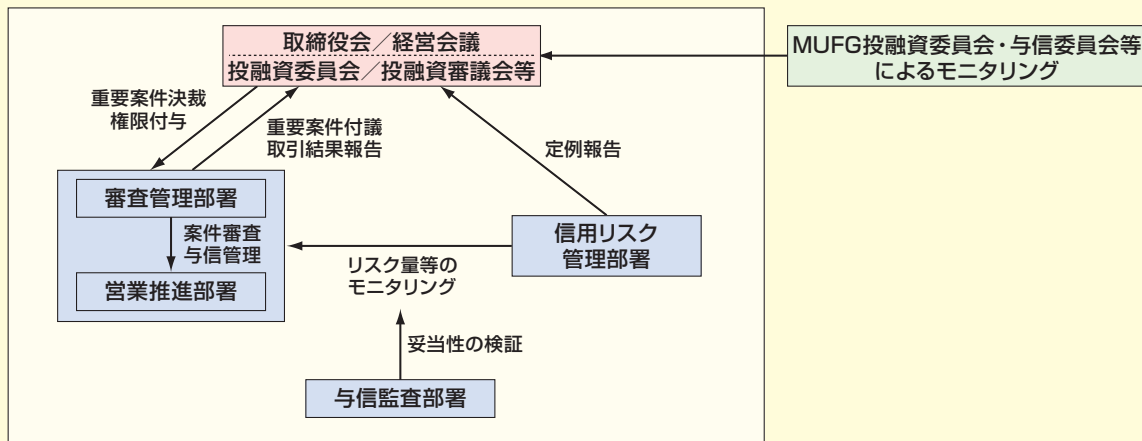 取締役会／経営会議
投融資委員会／投融資審議会等
MUFG投融資委員会・与信委員会等
によるモニタリング
重要案件決裁
権限付与
重要案件付議
取引結果報告
定例報告
審査管理部署
案件審査
与信管理
営業推進部署
信用リスク
管理部署
リスク量等の
モニタリング
妥当性の検証
与信監査部署